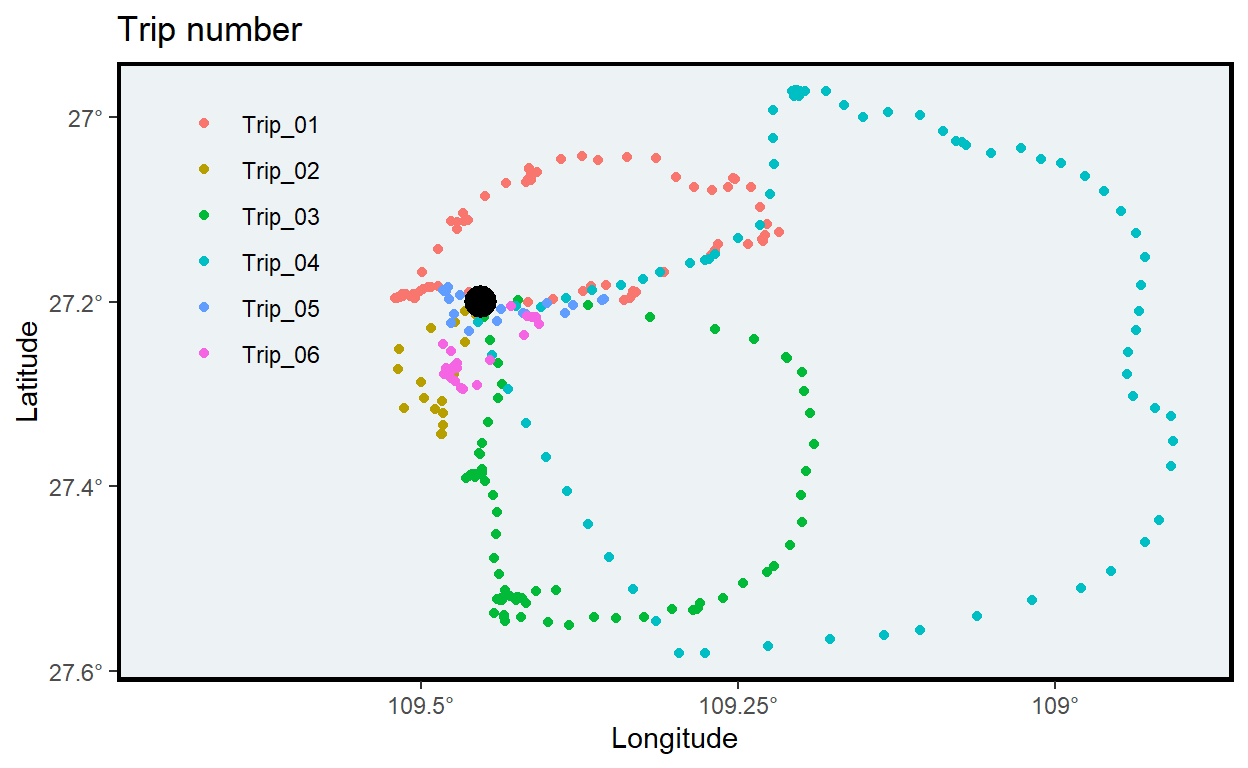 Trip number
27°
27.2°
27.4°
27.6°
Latitude
Trip_01
Trip_02
Trip_03
Trip_04
Trip_05
Trip_06
109.5°
109.25°
109°
Longitude